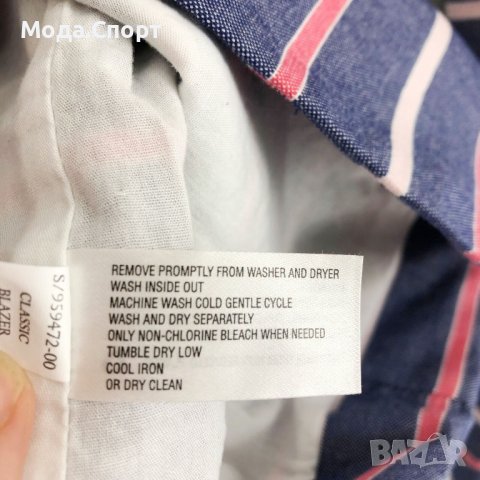 Мода.Спорт
S/959472-00
CLASSIC
BLAZER
REMOVE PROMPTLY FROM WASHER AND DRYER
WASH INSIDE OUT
MACHINE WASH COLD GENTLE CYCLE
WASH AND DRY SEPARATELY
ONLY NON-CHLORINE BLEACH WHEN NEEDED
TUMBLE DRY LOW
COOL IRON
OR DRY CLEAN
BAZAR